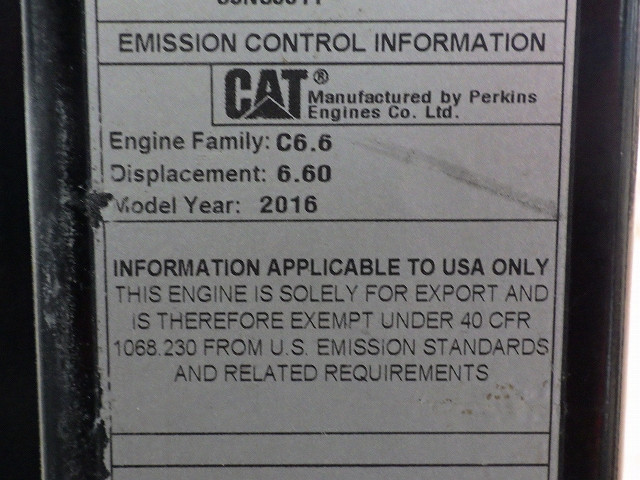 EMISSION CONTROL INFORMATION
CAT® Manufactured by Perkins
Engines Co. Ltd.
Engine Family: C6.6
Displacement: 6.60
Model Year: 2016
INFORMATION APPLICABLE TO USA ONLY
THIS ENGINE IS SOLELY FOR EXPORT AND
IS THEREFORE EXEMPT UNDER 40 CFR
1068.230 FROM U.S. EMISSION STANDARDS
AND RELATED REQUIREMENTS